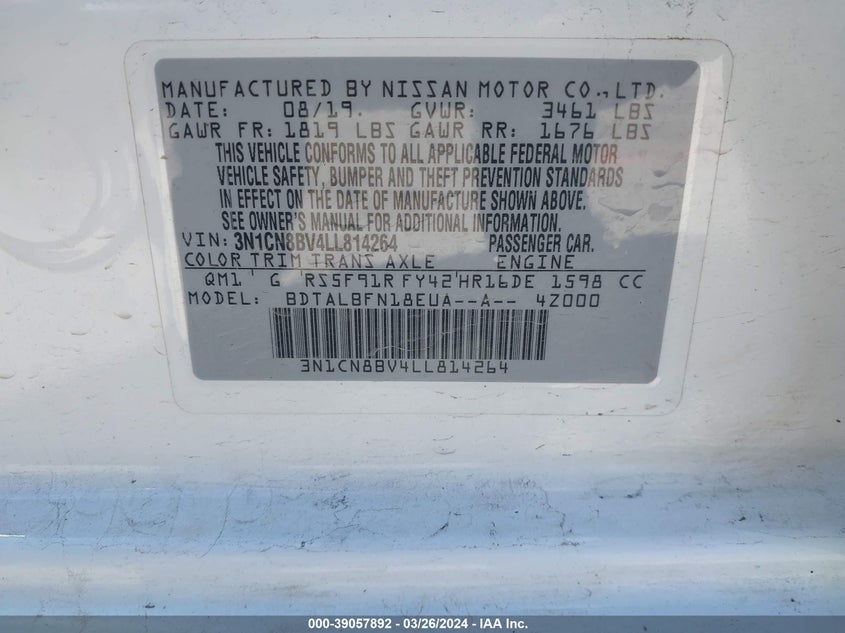 MANUFACTURED BY NISSAN MOTOR CO.,LTD.
DATE: 08/19. GVWR: 3461 LBS
GAWR FR: 1819 LBS GAWR RR: 1676 LBS
THIS VEHICLE CONFORMS TO ALL APPLICABLE FEDERAL MOTOR
VEHICLE SAFETY, BUMPER AND THEFT PREVENTION STANDARDS
IN EFFECT ON THE DATE OF MANUFACTURE SHOWN ABOVE.
SEE OWNER'S MANUAL FOR ADDITIONAL INFORMATION.
VIN: 3N1CN8BV4LL814264 PASSENGER CAR.
COLOR TRIM TRANS AXLE ENGINE
QM1 G RS5F91R FY42 HR16DE 1598 CC
MODEL: BDTALBFN18EUA--A-- 4Z000
3N1CN8BV4LL814264
000-39057892 - 03/26/2024 - IAA Inc.